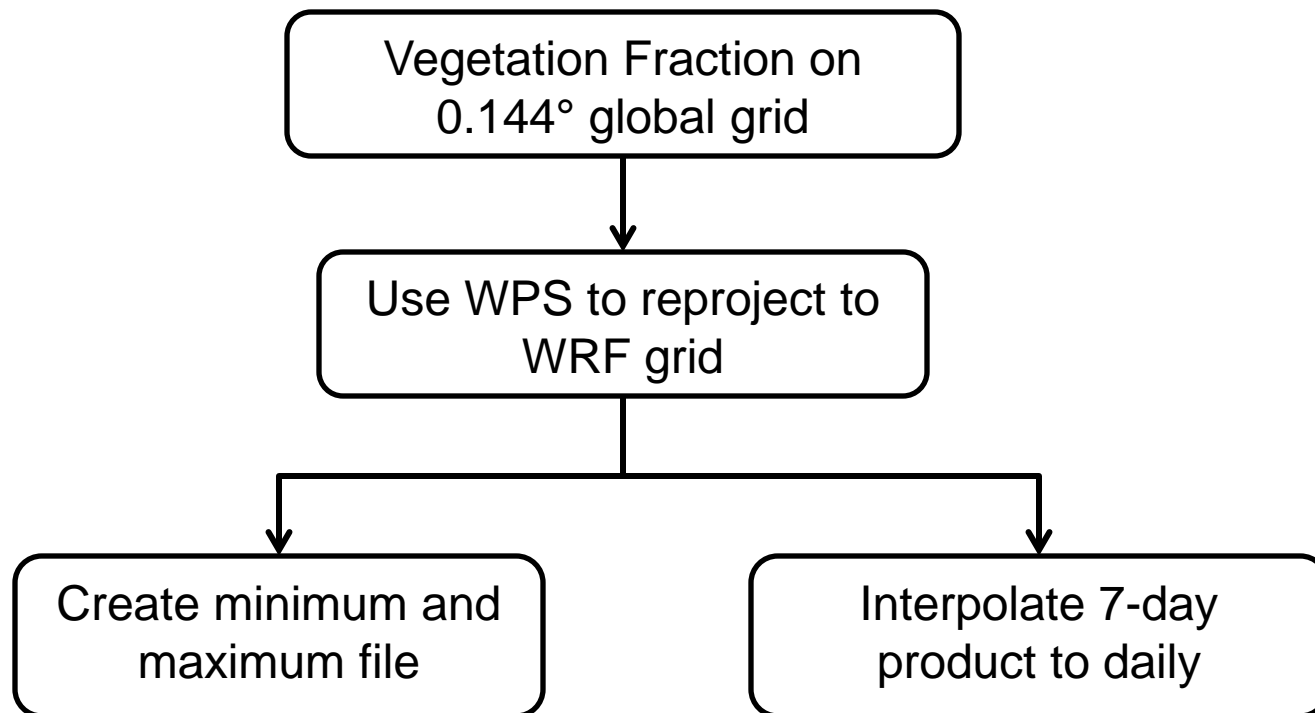 Vegetation Fraction on
0.144° global grid
Use WPS to reproject to
WRF grid
Create minimum and
maximum file
Interpolate 7-day
product to daily